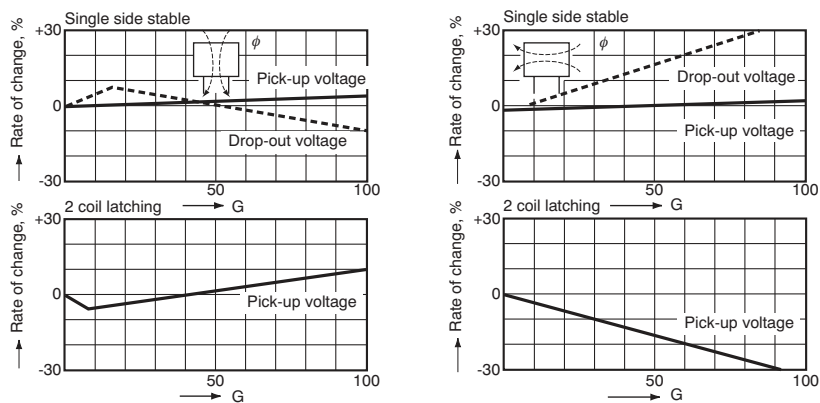 Single side stable
Rate of change, %
+30
0
-30
ϕ
Pick-up voltage
Drop-out voltage
50
100
G
Single side stable
Rate of change, %
+30
0
-30
ϕ
Drop-out voltage
Pick-up voltage
50
100
G
2 coil latching
Rate of change, %
+30
0
-30
Pick-up voltage
50
100
G
2 coil latching
Rate of change, %
+30
0
-30
Pick-up voltage
50
100
G